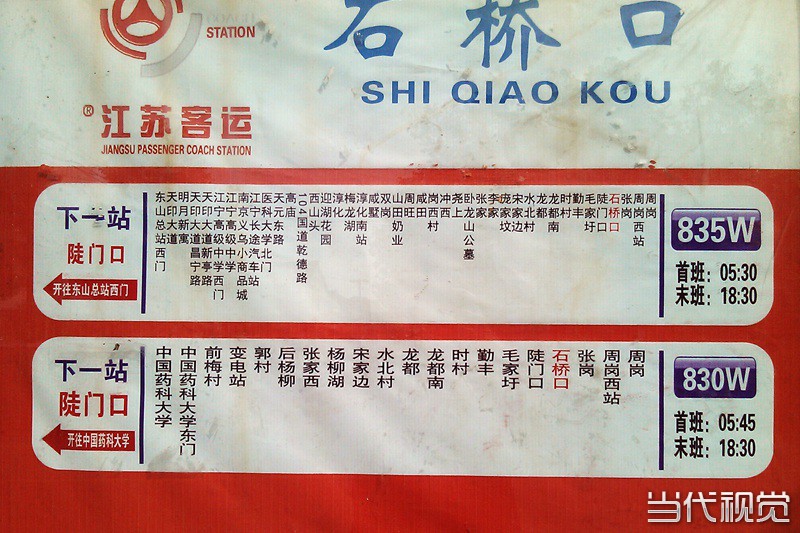 STATION
石桥口
SHI QIAO KOU
®江苏客运
JIANGSU PASSENGER COACH STATION
下一站
陡门口
开往东山总站西门
东山总站西门
天印大道
明月新寓
天印大道昌宁路
天印大道新亭路
江宁高级中学西门
江宁高级中学
南京义乌小商品城
江宁长途汽车站
医科大学北门
天元东路
高庙
104国道乾德路
西山头
迎湖花园
淳化
梅龙湖
淳化南站
咸墅
双岗
山田奶业
周旺
咸田
岗西村
冲西
尧上
卧龙山公墓
张家
李家
庞家坟
宋家边
水北村
龙都
龙都南
时村
勤丰
毛家圩
陡门口
石桥口
张岗
周岗西站
周岗
835W
首班：05:30
末班：18:30
下一站
陡门口
开往中国药科大学
中国药科大学
中国药科大学东门
前梅村
变电站
郭村
后杨柳
张家西
杨柳湖
宋家边
水北村
龙都
龙都南
时村
勤丰
毛家圩
陡门口
石桥口
张岗
周岗西站
周岗
830W
首班：05:45
末班：18:30
当代视觉